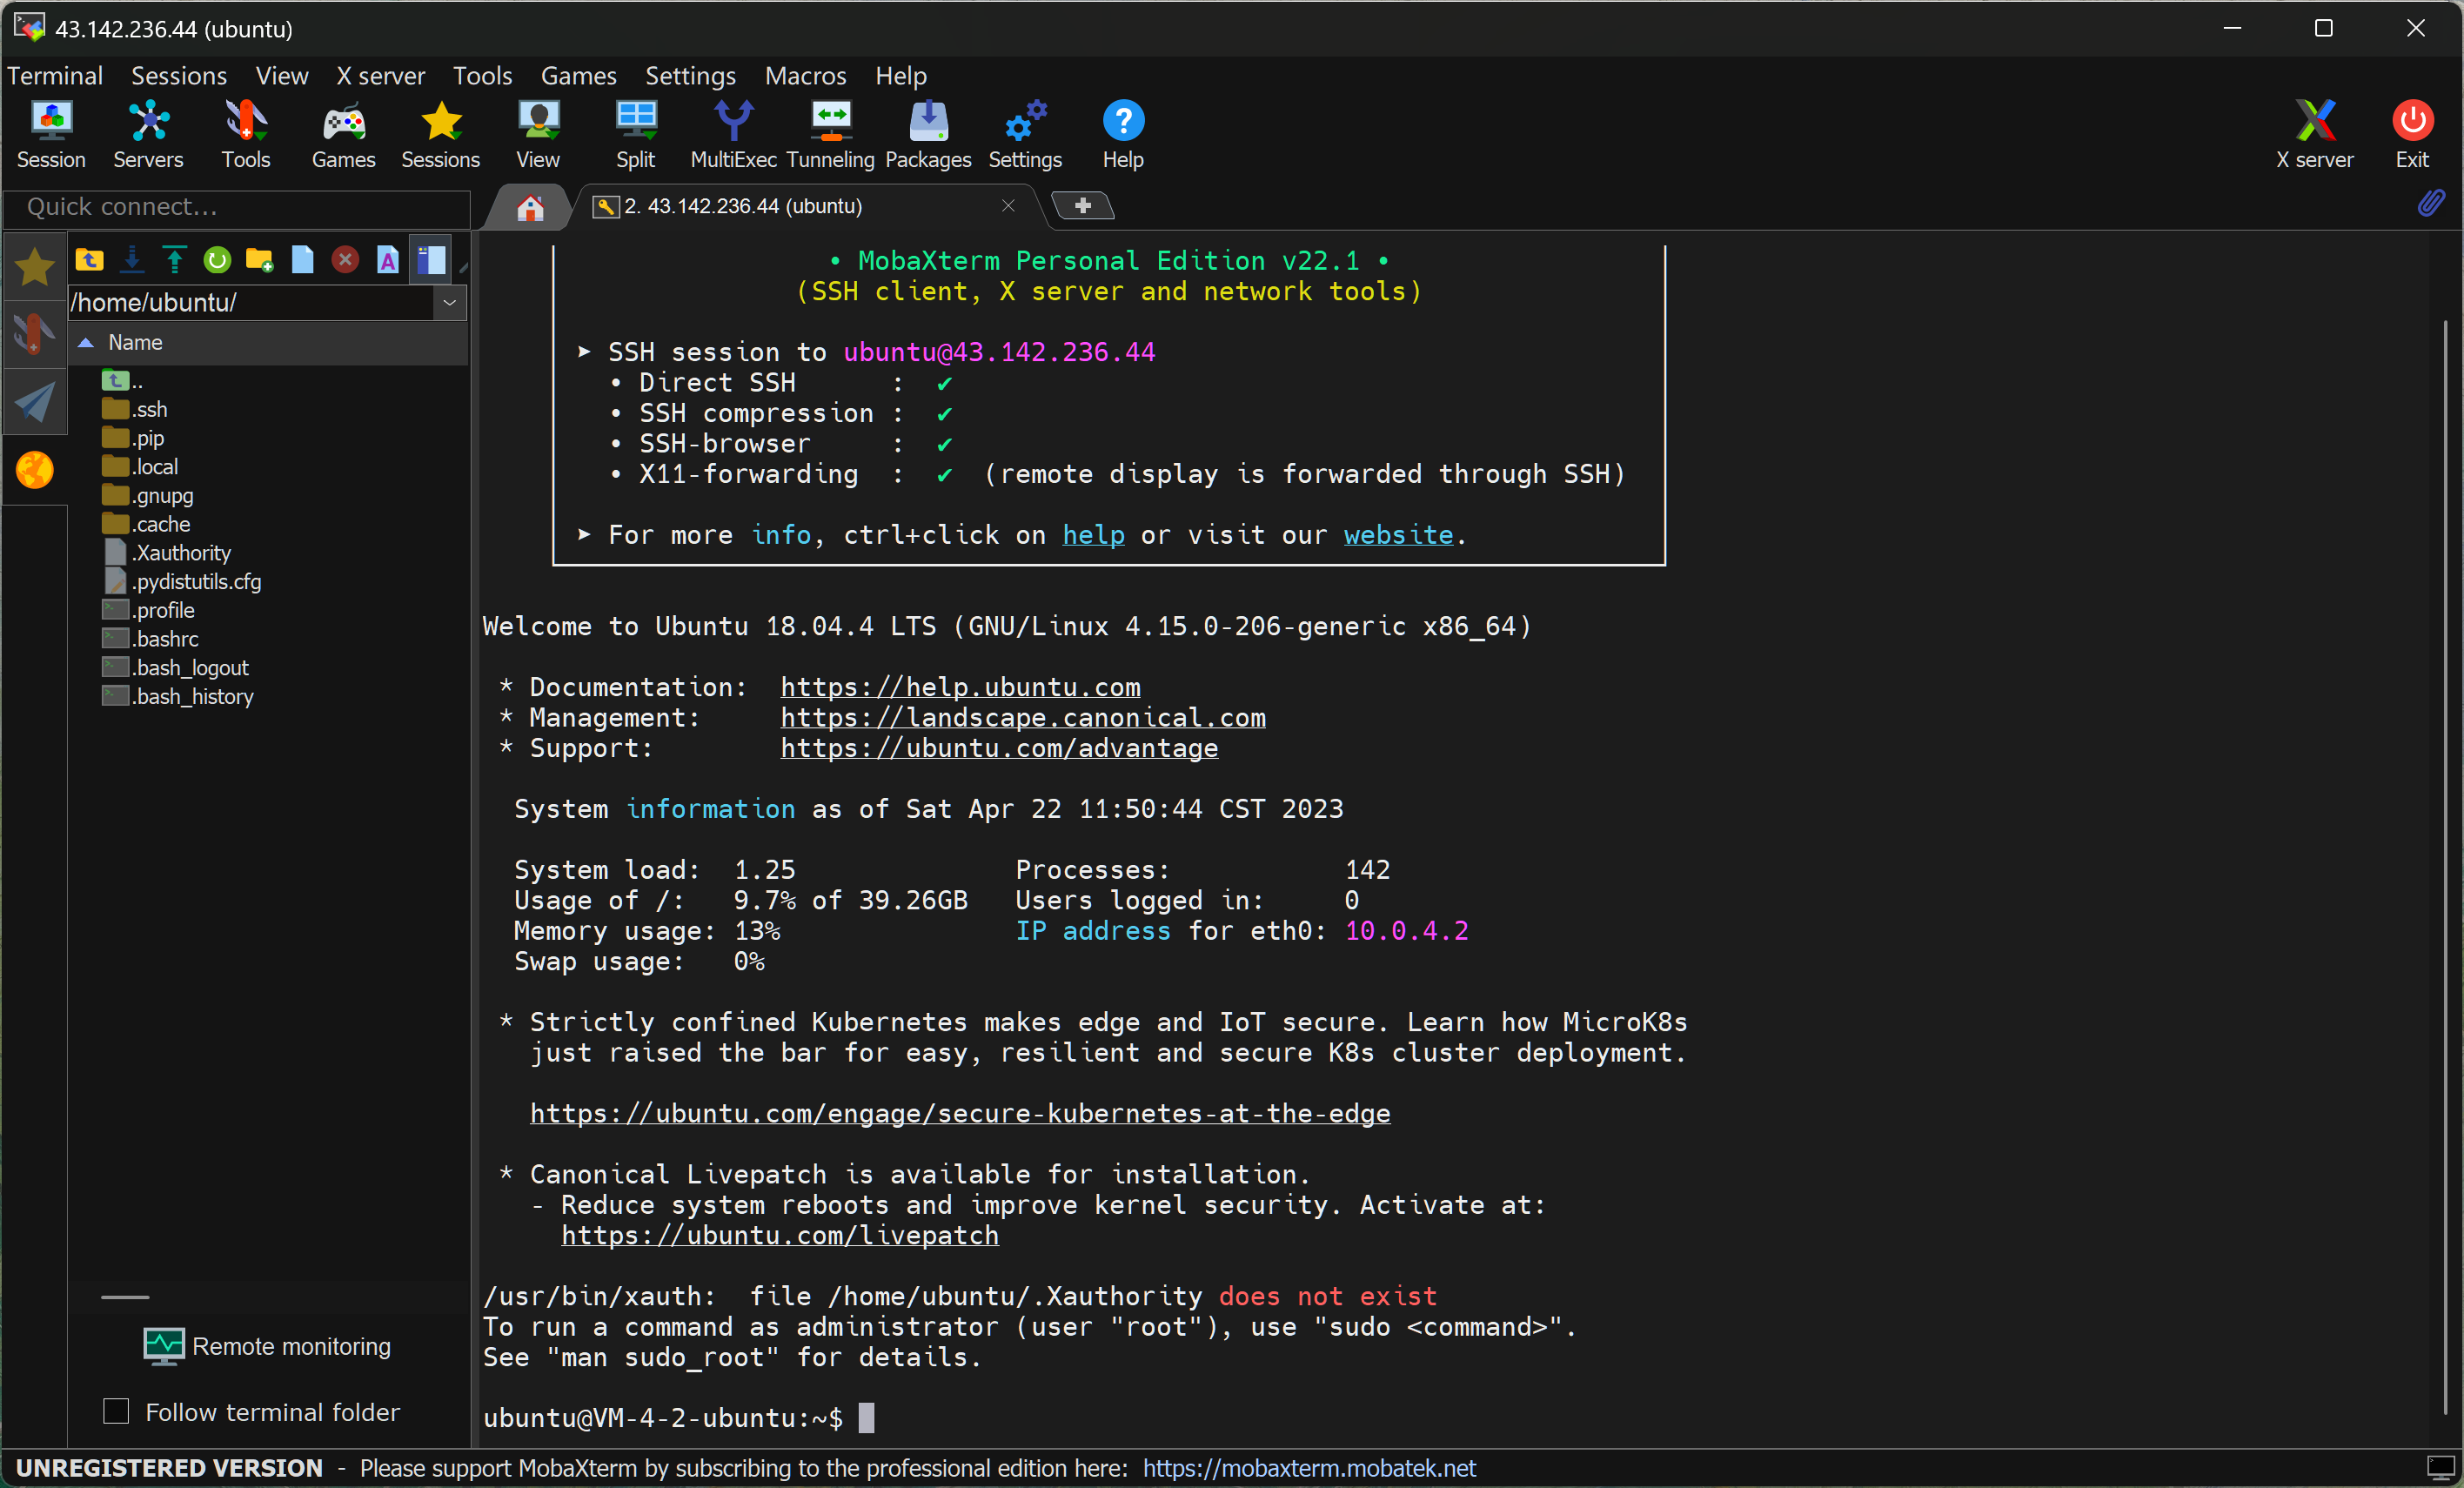 43.142.236.44 (ubuntu)
Terminal Sessions View X server Tools Games Settings Macros Help
Session Servers Tools Games Sessions View Split MultiExec Tunneling Packages Settings Help X server Exit
Quick connect...
2. 43.142.236.44 (ubuntu)
/home/ubuntu/
Name
..
.ssh
.pip
.local
.gnupg
.cache
.Xauthority
.pydistutils.cfg
.profile
.bashrc
.bash_logout
.bash_history
Remote monitoring
Follow terminal folder
• MobaXterm Personal Edition v22.1 •
(SSH client, X server and network tools)
➤ SSH session to ubuntu@43.142.236.44
• Direct SSH : ✔
• SSH compression : ✔
• SSH-browser : ✔
• X11-forwarding : ✔ (remote display is forwarded through SSH)
➤ For more info, ctrl+click on help or visit our website.
Welcome to Ubuntu 18.04.4 LTS (GNU/Linux 4.15.0-206-generic x86_64)
* Documentation: https://help.ubuntu.com
* Management: https://landscape.canonical.com
* Support: https://ubuntu.com/advantage
System information as of Sat Apr 22 11:50:44 CST 2023
System load: 1.25 Processes: 142
Usage of /: 9.7% of 39.26GB Users logged in: 0
Memory usage: 13% IP address for eth0: 10.0.4.2
Swap usage: 0%
* Strictly confined Kubernetes makes edge and IoT secure. Learn how MicroK8s
just raised the bar for easy, resilient and secure K8s cluster deployment.
https://ubuntu.com/engage/secure-kubernetes-at-the-edge
* Canonical Livepatch is available for installation.
- Reduce system reboots and improve kernel security. Activate at:
https://ubuntu.com/livepatch
/usr/bin/xauth: file /home/ubuntu/.Xauthority does not exist
To run a command as administrator (user "root"), use "sudo <command>".
See "man sudo_root" for details.
ubuntu@VM-4-2-ubuntu:~$
UNREGISTERED VERSION - Please support MobaXterm by subscribing to the professional edition here: https://mobaxterm.mobatek.net